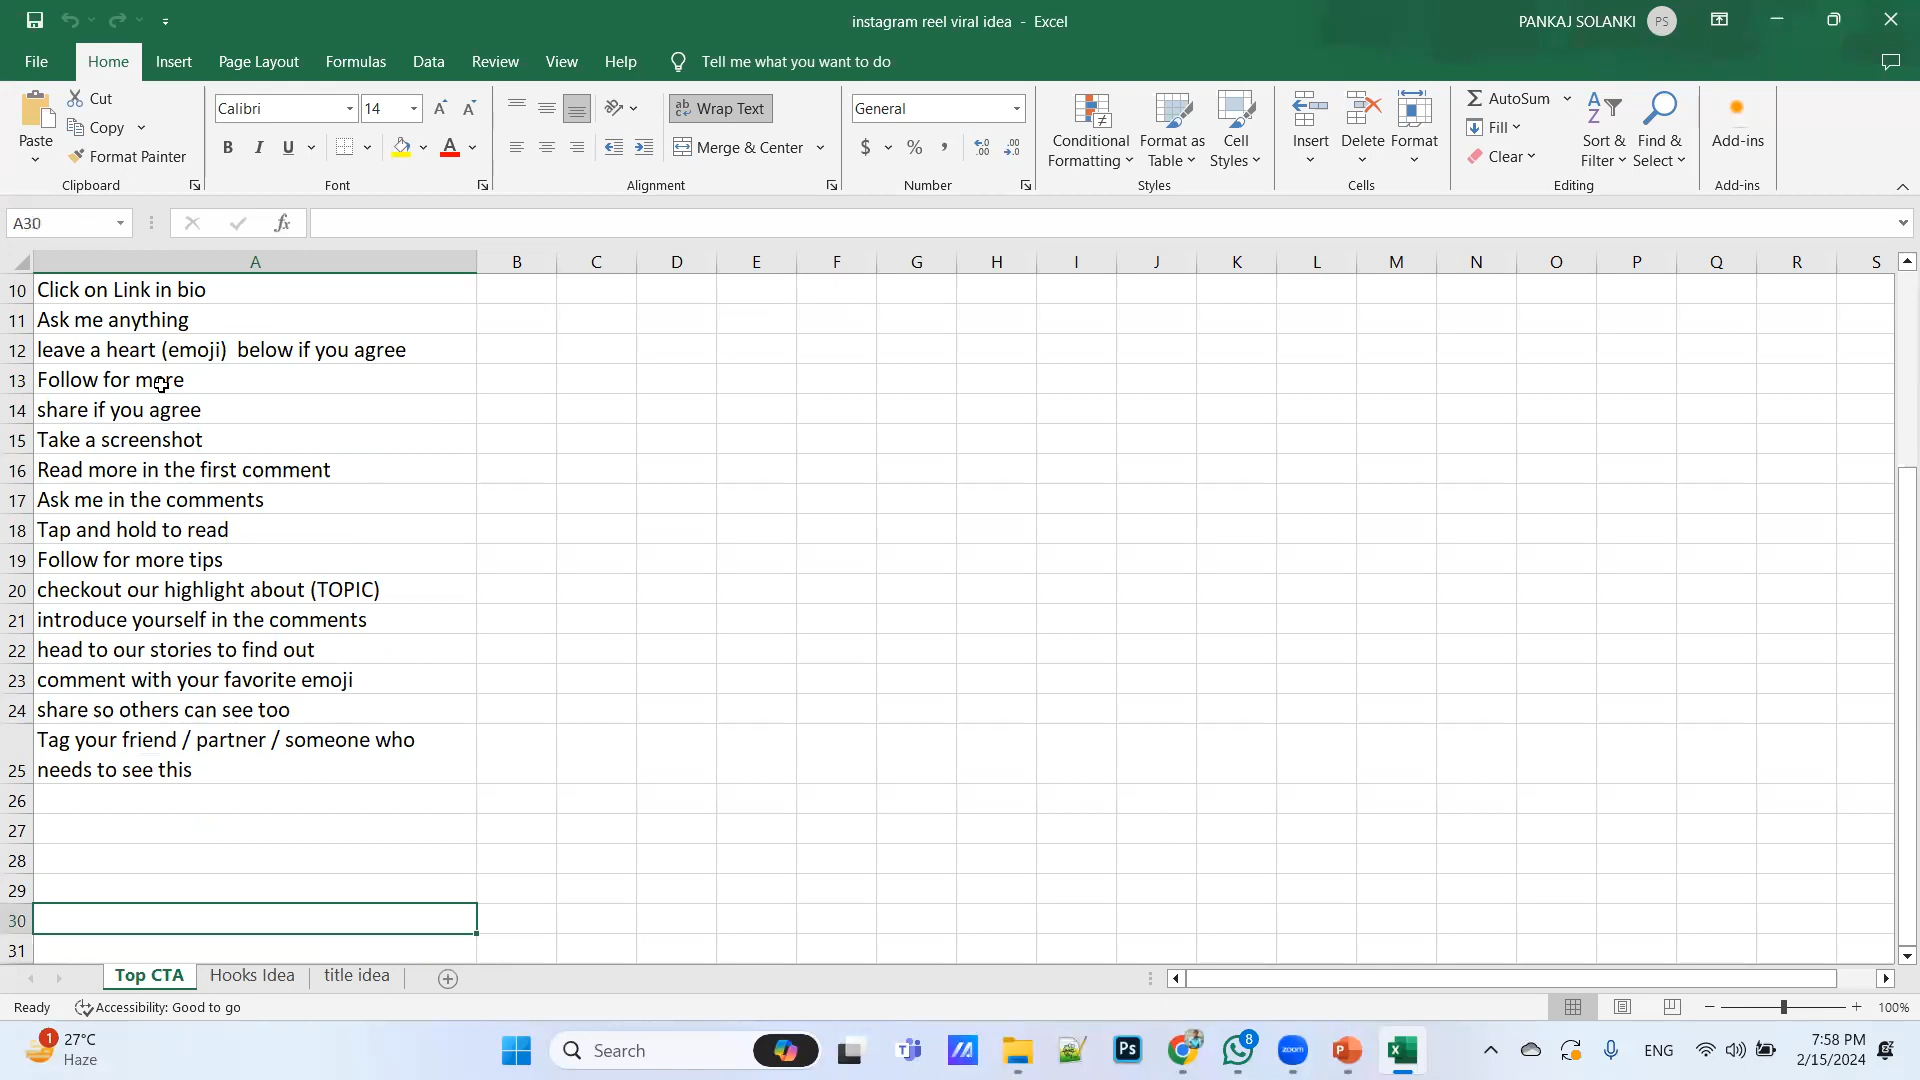 instagram reel viral idea - Excel
PANKAJ SOLANKI
PS
File
Home
Insert
Page Layout
Formulas
Data
Review
View
Help
Tell me what you want to do
Paste
Cut
Copy
Format Painter
Clipboard
Calibri
14
B I U
Font
Wrap Text
Merge & Center
Alignment
General
$ % ,
Number
Conditional
Formatting
Format as
Table
Cell
Styles
Styles
Insert
Delete
Format
Cells
AutoSum
Fill
Clear
Sort &
Filter
Find &
Select
Editing
Add-ins
Add-ins
A30
fx
A B C D E F G H I J K L M N O P Q R S
10 Click on Link in bio
11 Ask me anything
12 leave a heart (emoji)  below if you agree
13 Follow for more
14 share if you agree
15 Take a screenshot
16 Read more in the first comment
17 Ask me in the comments
18 Tap and hold to read
19 Follow for more tips
20 checkout our highlight about (TOPIC)
21 introduce yourself in the comments
22 head to our stories to find out
23 comment with your favorite emoji
24 share so others can see too
Tag your friend / partner / someone who
25 needs to see this
26
27
28
29
30
31
Top CTA
Hooks Idea
title idea
Ready
Accessibility: Good to go
100%
1
27°C
Haze
Search
Ps
8
zoom
ENG
7:58 PM
2/15/2024